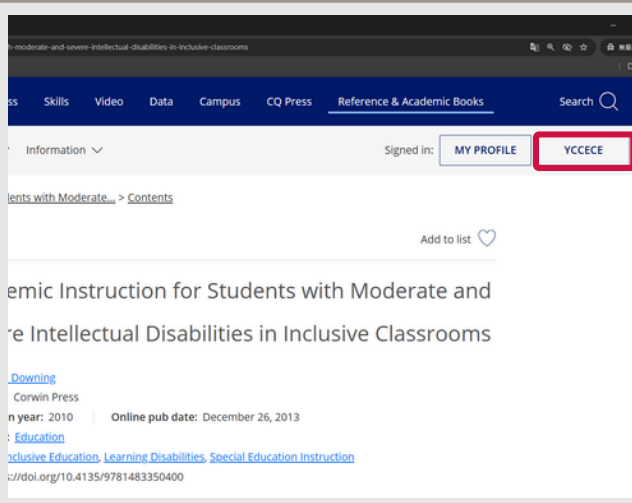 h-moderate-and-severe-intellectual-disabilities-in-inclusive-classrooms
ss Skills Video Data Campus CQ Press Reference & Academic Books Search
Information Signed in: MY PROFILE YCCECE
ents with Moderate... > Contents
Add to list
emic Instruction for Students with Moderate and
re Intellectual Disabilities in Inclusive Classrooms
Downing
Corwin Press
n year: 2010 Online pub date: December 26, 2013
: Education
nclusive Education, Learning Disabilities, Special Education Instruction
s://doi.org/10.4135/9781483350400